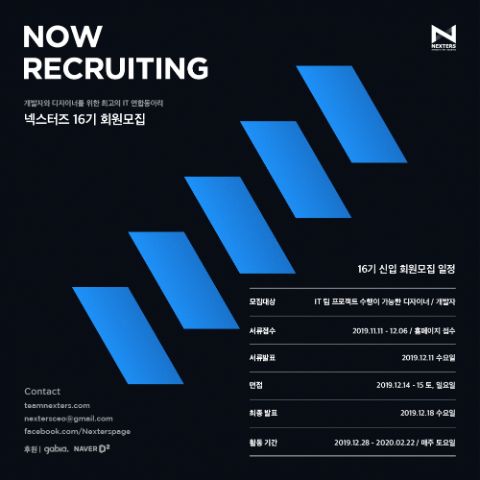 NOW
RECRUITING
NEXTERS
개발자와 디자이너를 위한 최고의 IT 연합동아리
넥스터즈 16기 회원모집
16기 신입 회원모집 일정
모집대상 IT 팀 프로젝트 수행이 가능한 디자이너 / 개발자
서류접수 2019.11.11 - 12.06 / 홈페이지 접수
서류발표 2019.12.11 수요일
면접 2019.12.14 - 15 토, 일요일
최종 발표 2019.12.18 수요일
활동 기간 2019.12.28 - 2020.02.22 / 매주 토요일
Contact
teamnexters.com
nextersceo@gmail.com
facebook.com/Nexterspage
후원 | gabia. NAVER D2